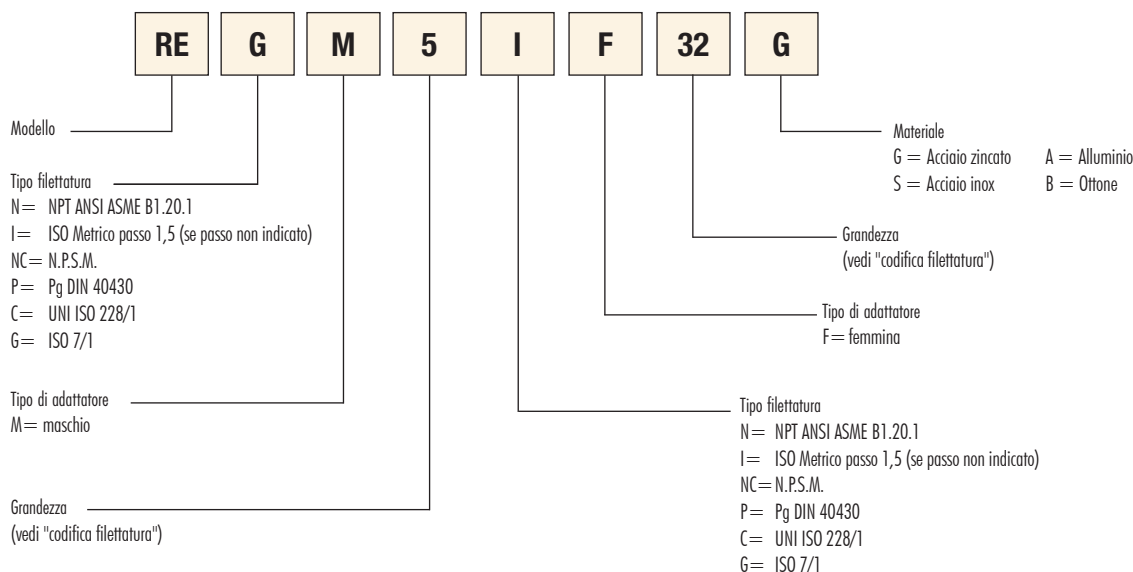 RE G M 5 I F 32 G
Modello
Tipo filettatura
N= NPT ANSI ASME B1.20.1
I= ISO Metrico passo 1,5 (se passo non indicato)
NC= N.P.S.M.
P= Pg DIN 40430
C= UNI ISO 228/1
G= ISO 7/1
Tipo di adattatore
M= maschio
Grandezza
(vedi "codifica filettatura")
Materiale
G = Acciaio zincato A = Alluminio
S = Acciaio inox B = Ottone
Grandezza
(vedi "codifica filettatura")
Tipo di adattatore
F= femmina
Tipo filettatura
N= NPT ANSI ASME B1.20.1
I= ISO Metrico passo 1,5 (se passo non indicato)
NC= N.P.S.M.
P= Pg DIN 40430
C= UNI ISO 228/1
G= ISO 7/1